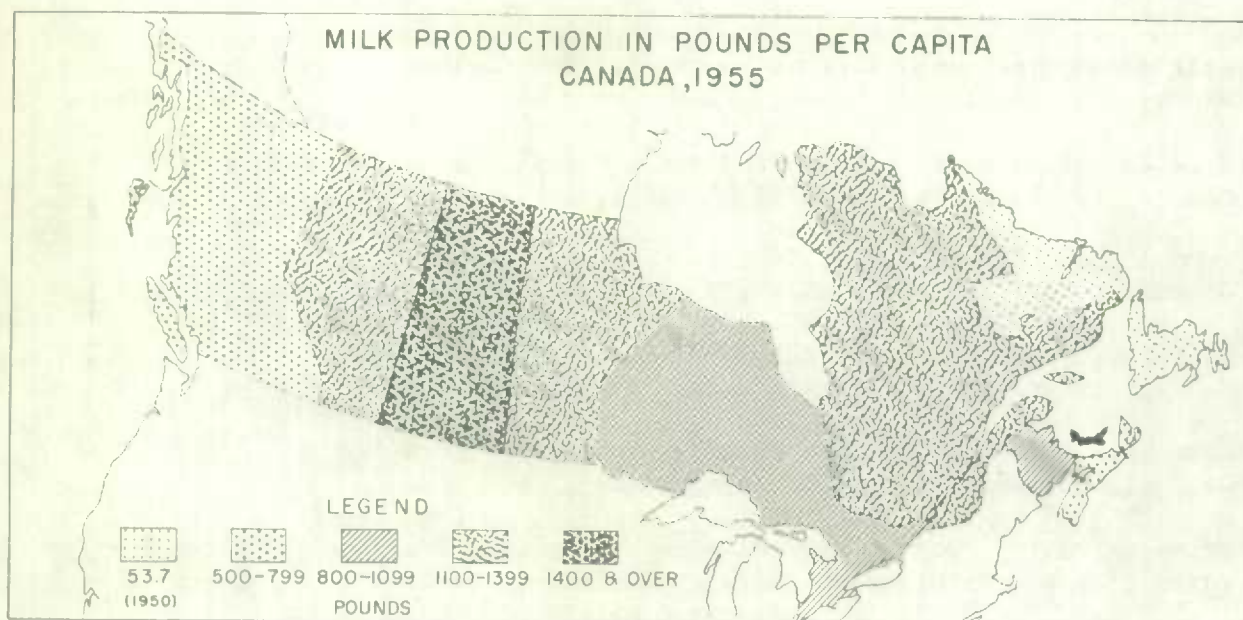 MILK PRODUCTION IN POUNDS PER CAPITA
CANADA, 1955
LEGEND
53.7 500-799 800-1099 1100-1399 1400 & OVER
(1950) POUNDS